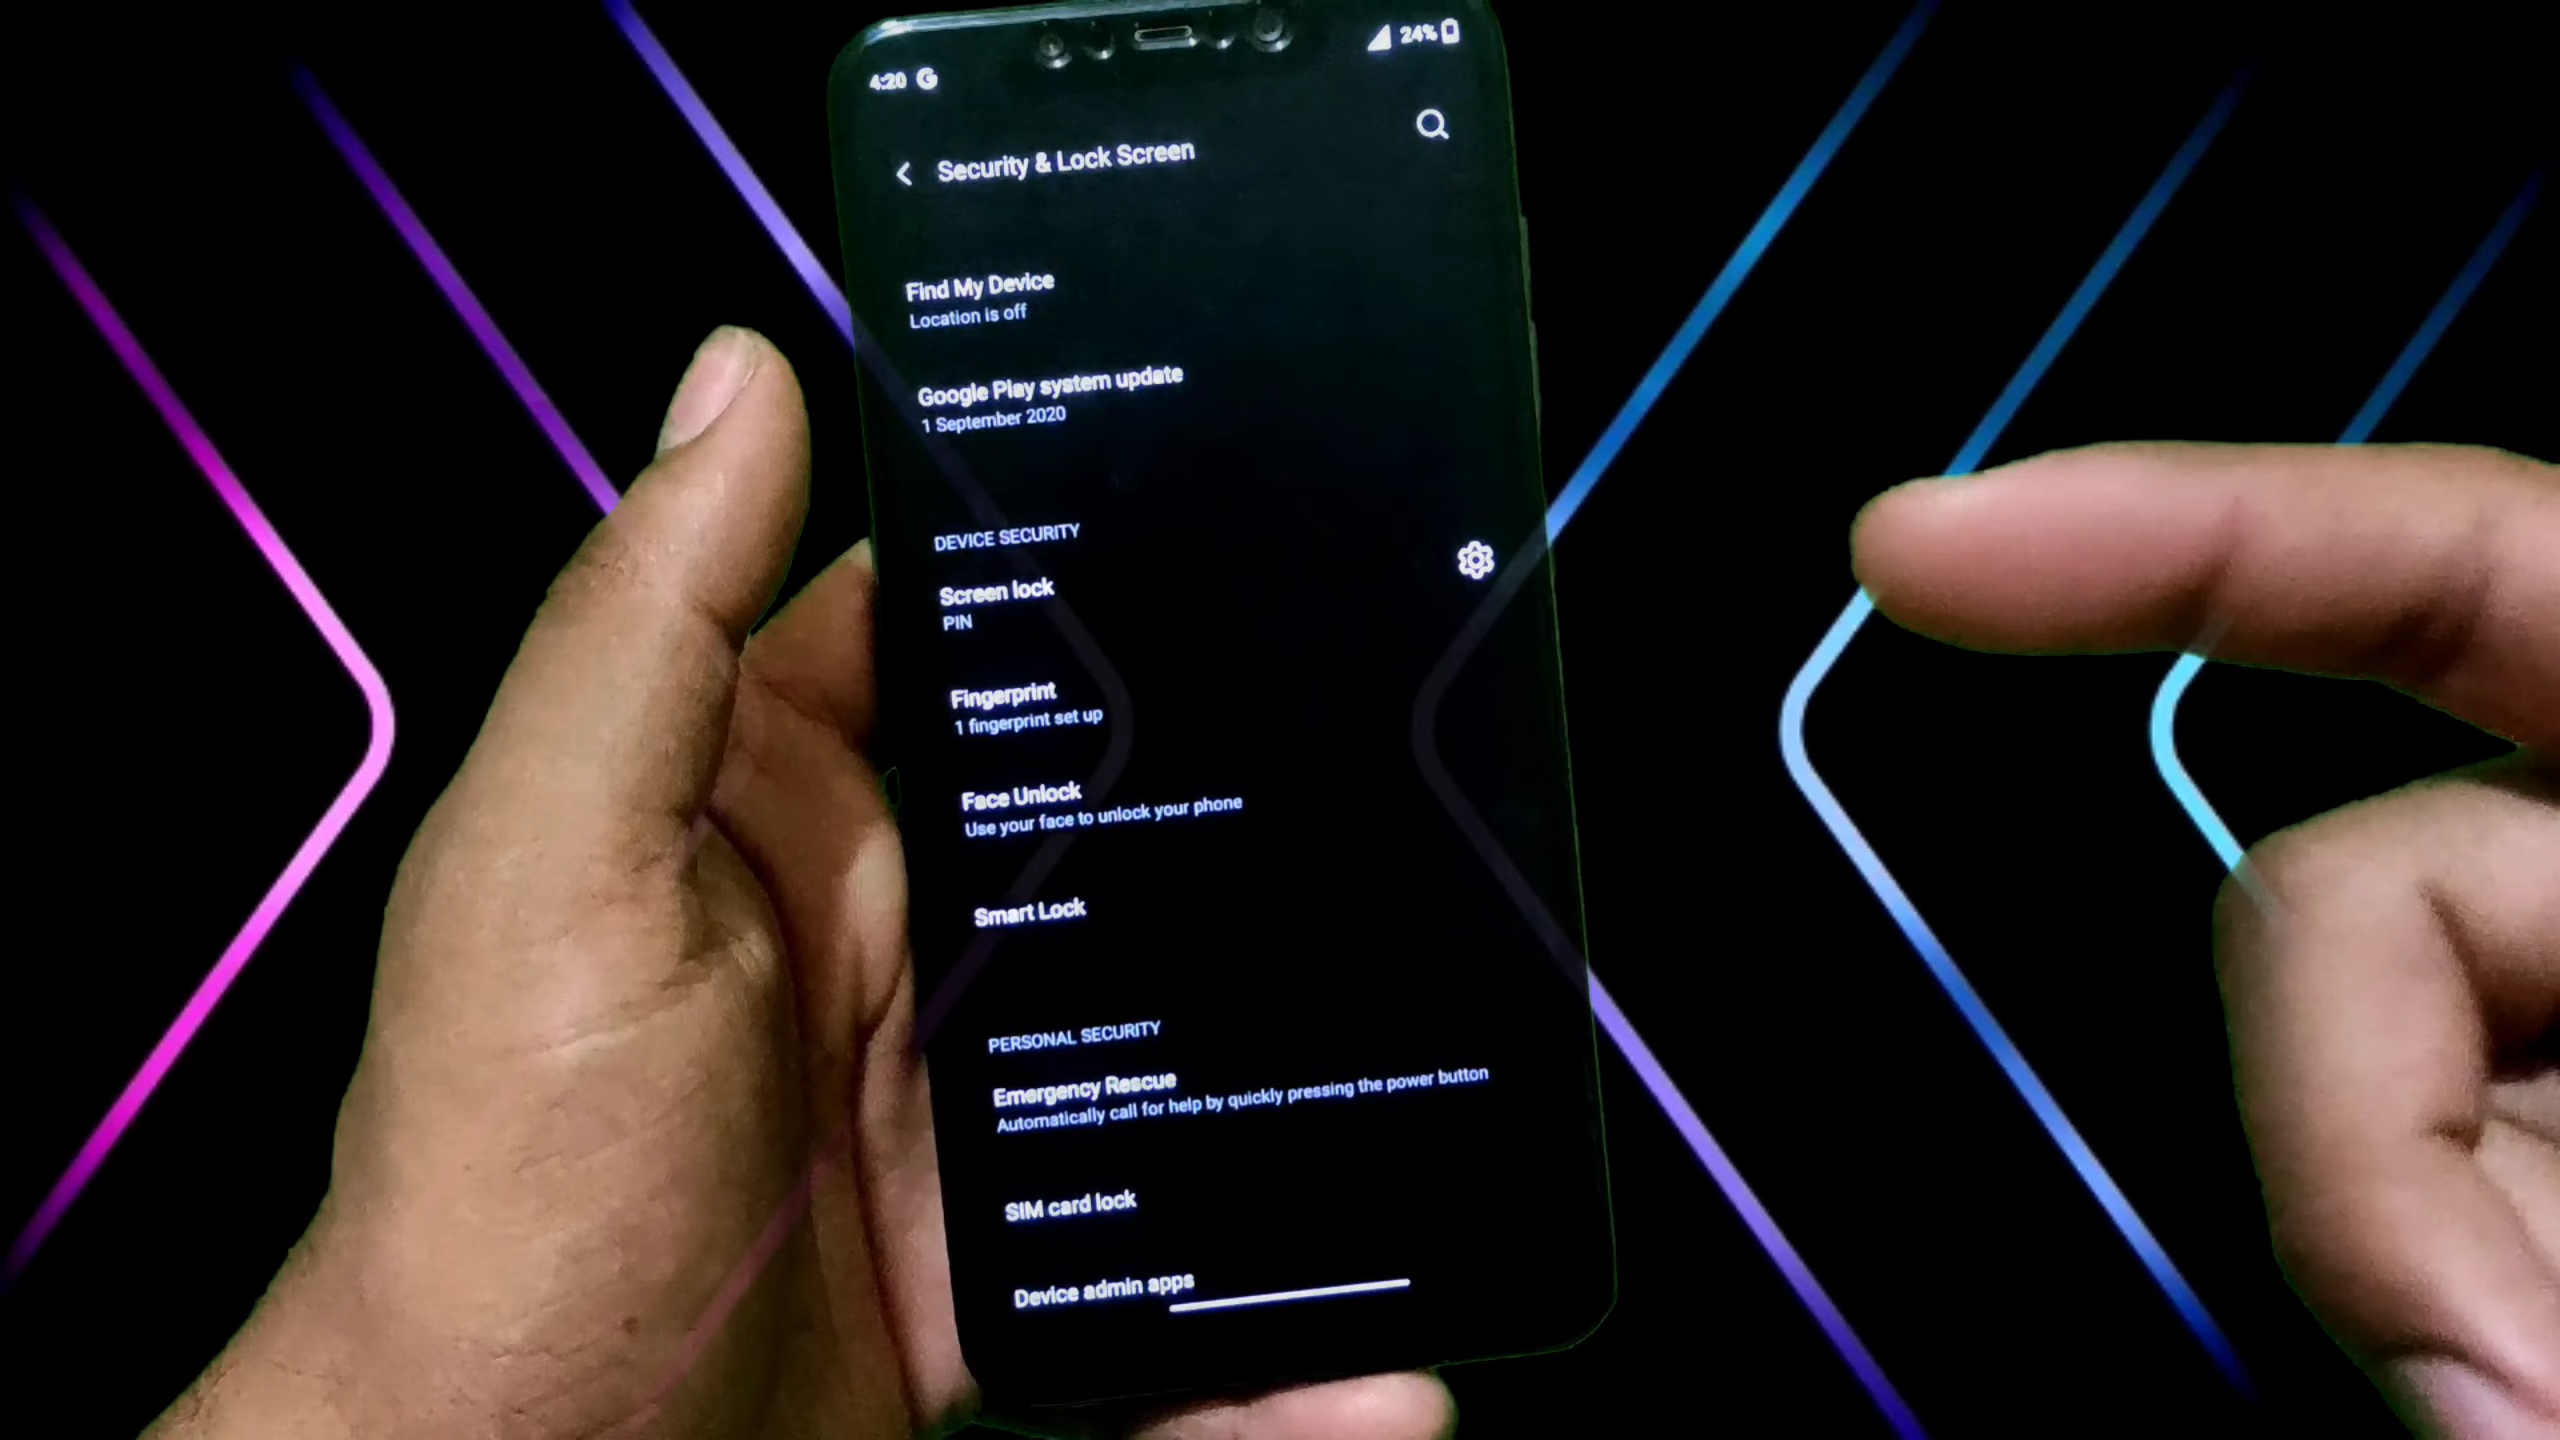 4:20 G
24%
Security & Lock Screen
Find My Device
Location is off
Google Play system update
1 September 2020
DEVICE SECURITY
Screen lock
PIN
Fingerprint
1 fingerprint set up
Face Unlock
Use your face to unlock your phone
Smart Lock
PERSONAL SECURITY
Emergency Rescue
Automatically call for help by quickly pressing the power button
SIM card lock
Device admin apps